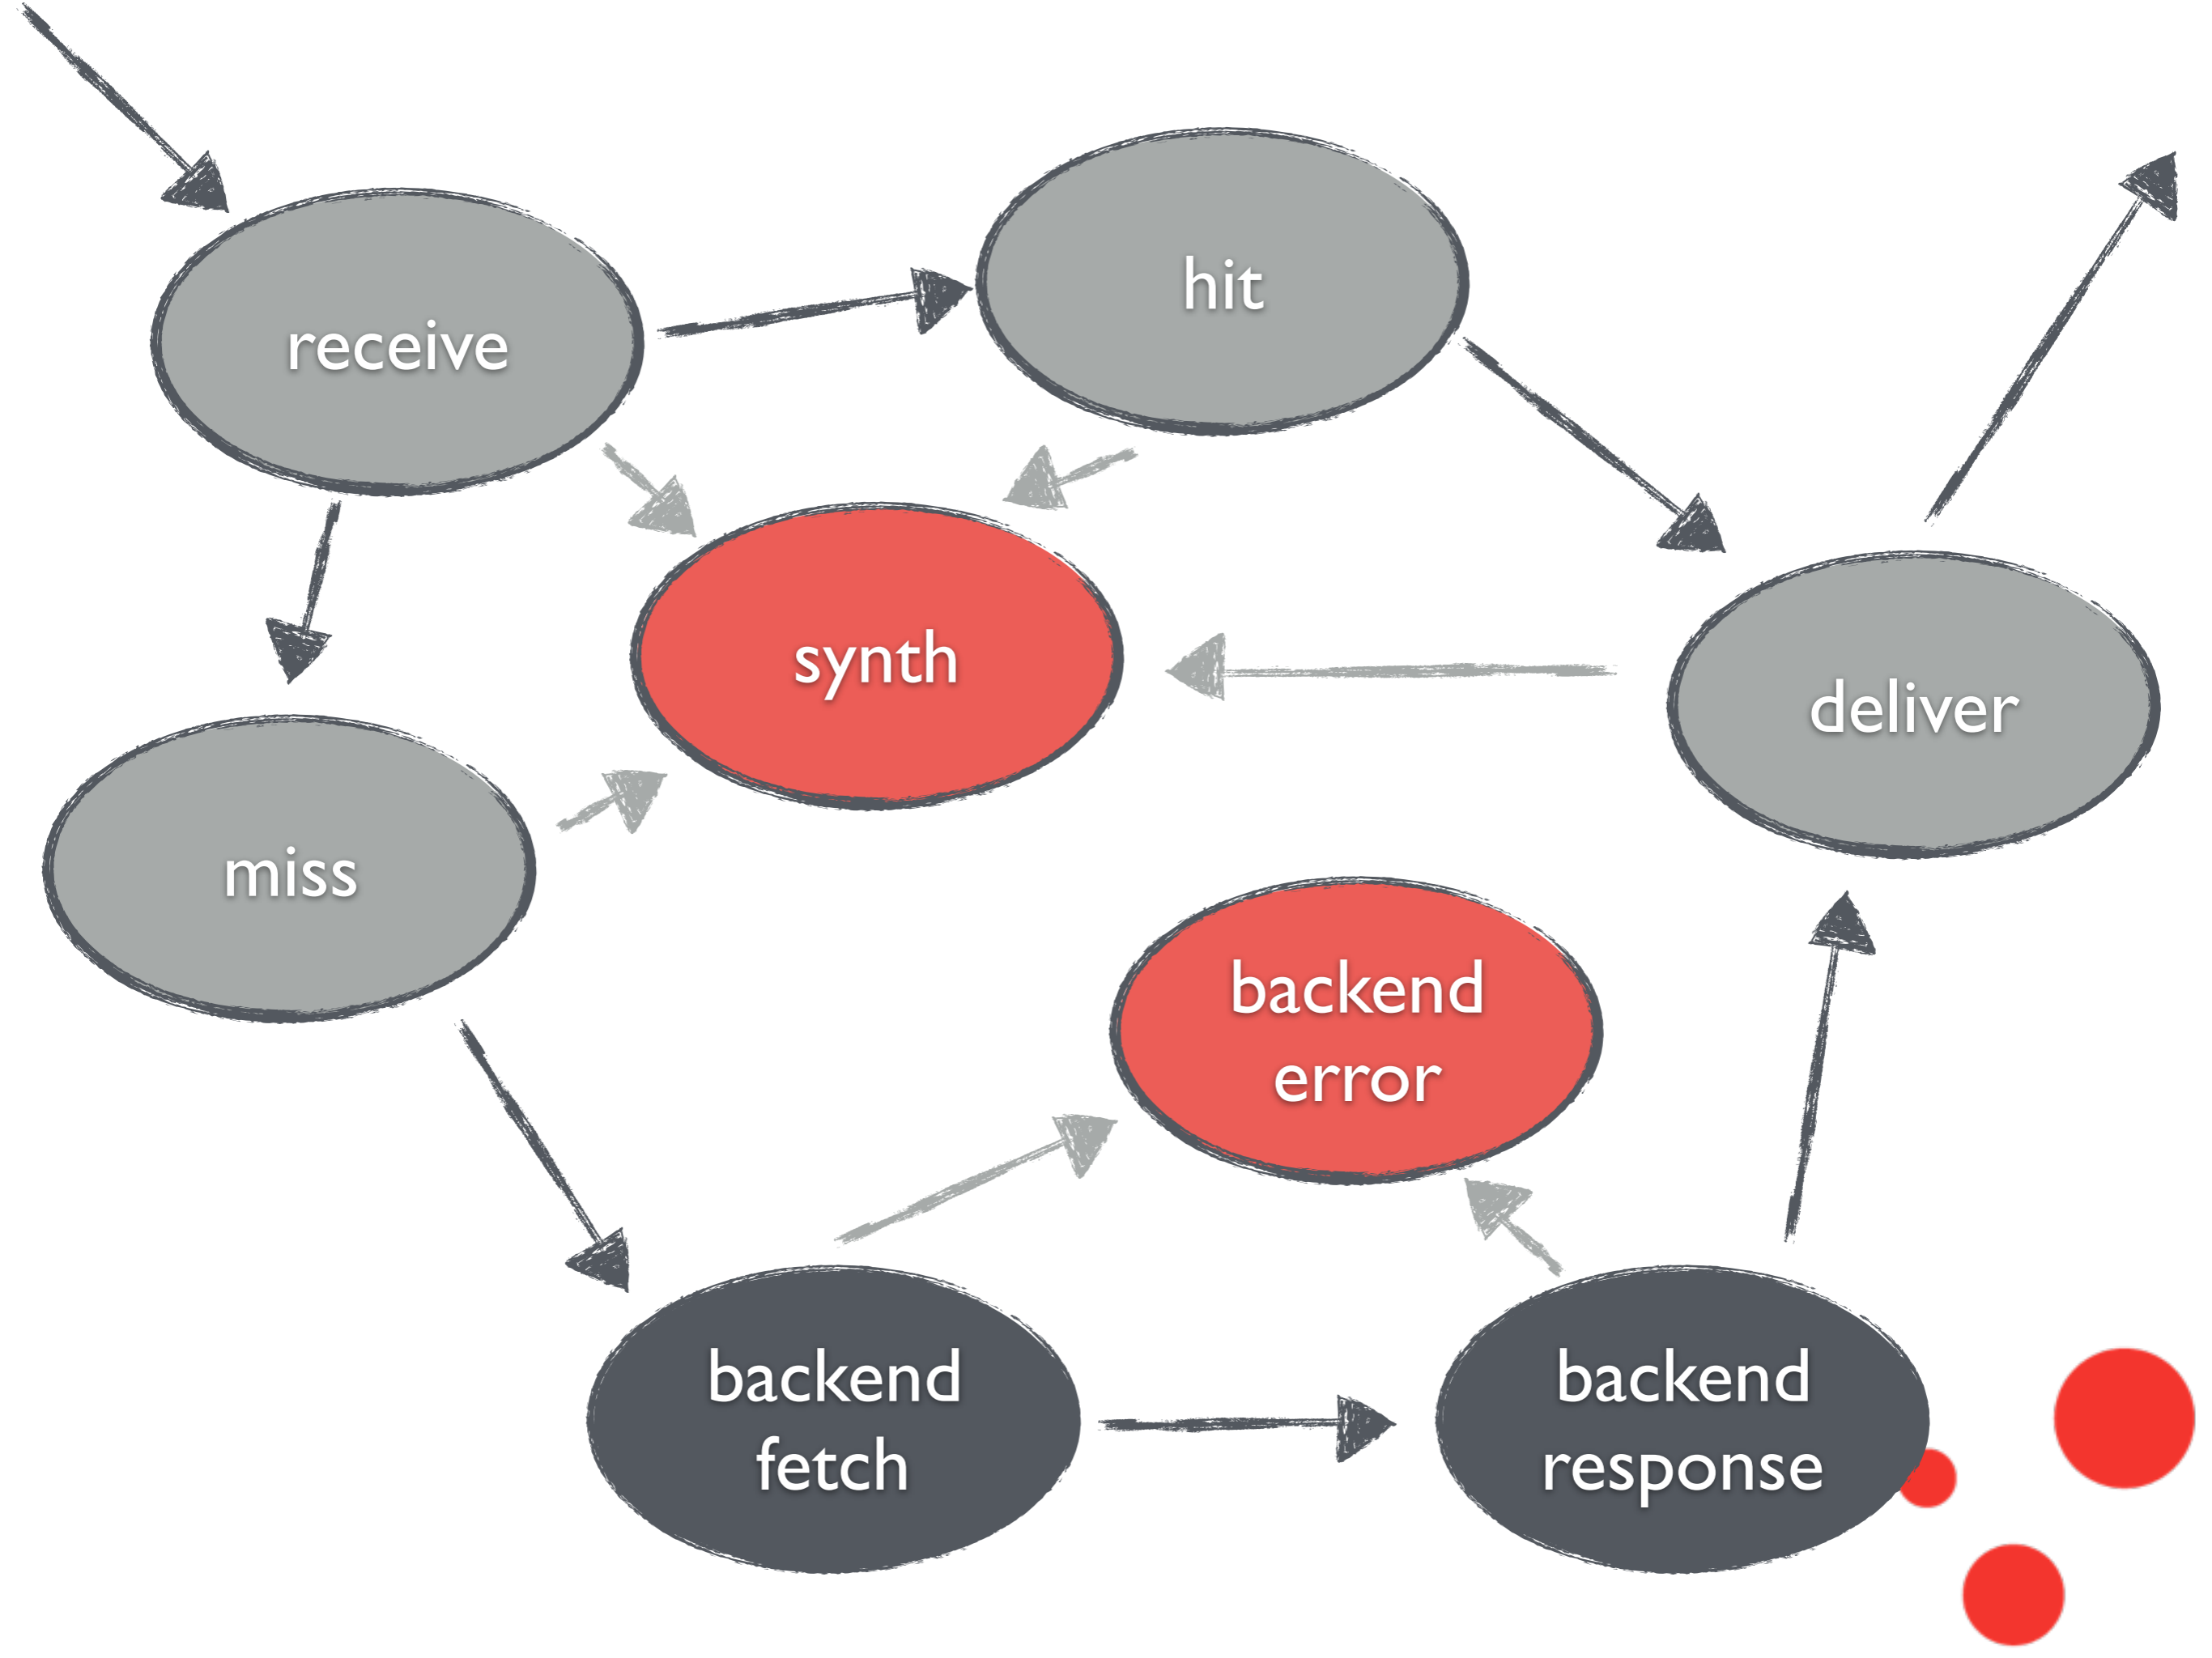 hit
receive
synth
deliver
miss
backend
error
backend
fetch
backend
response